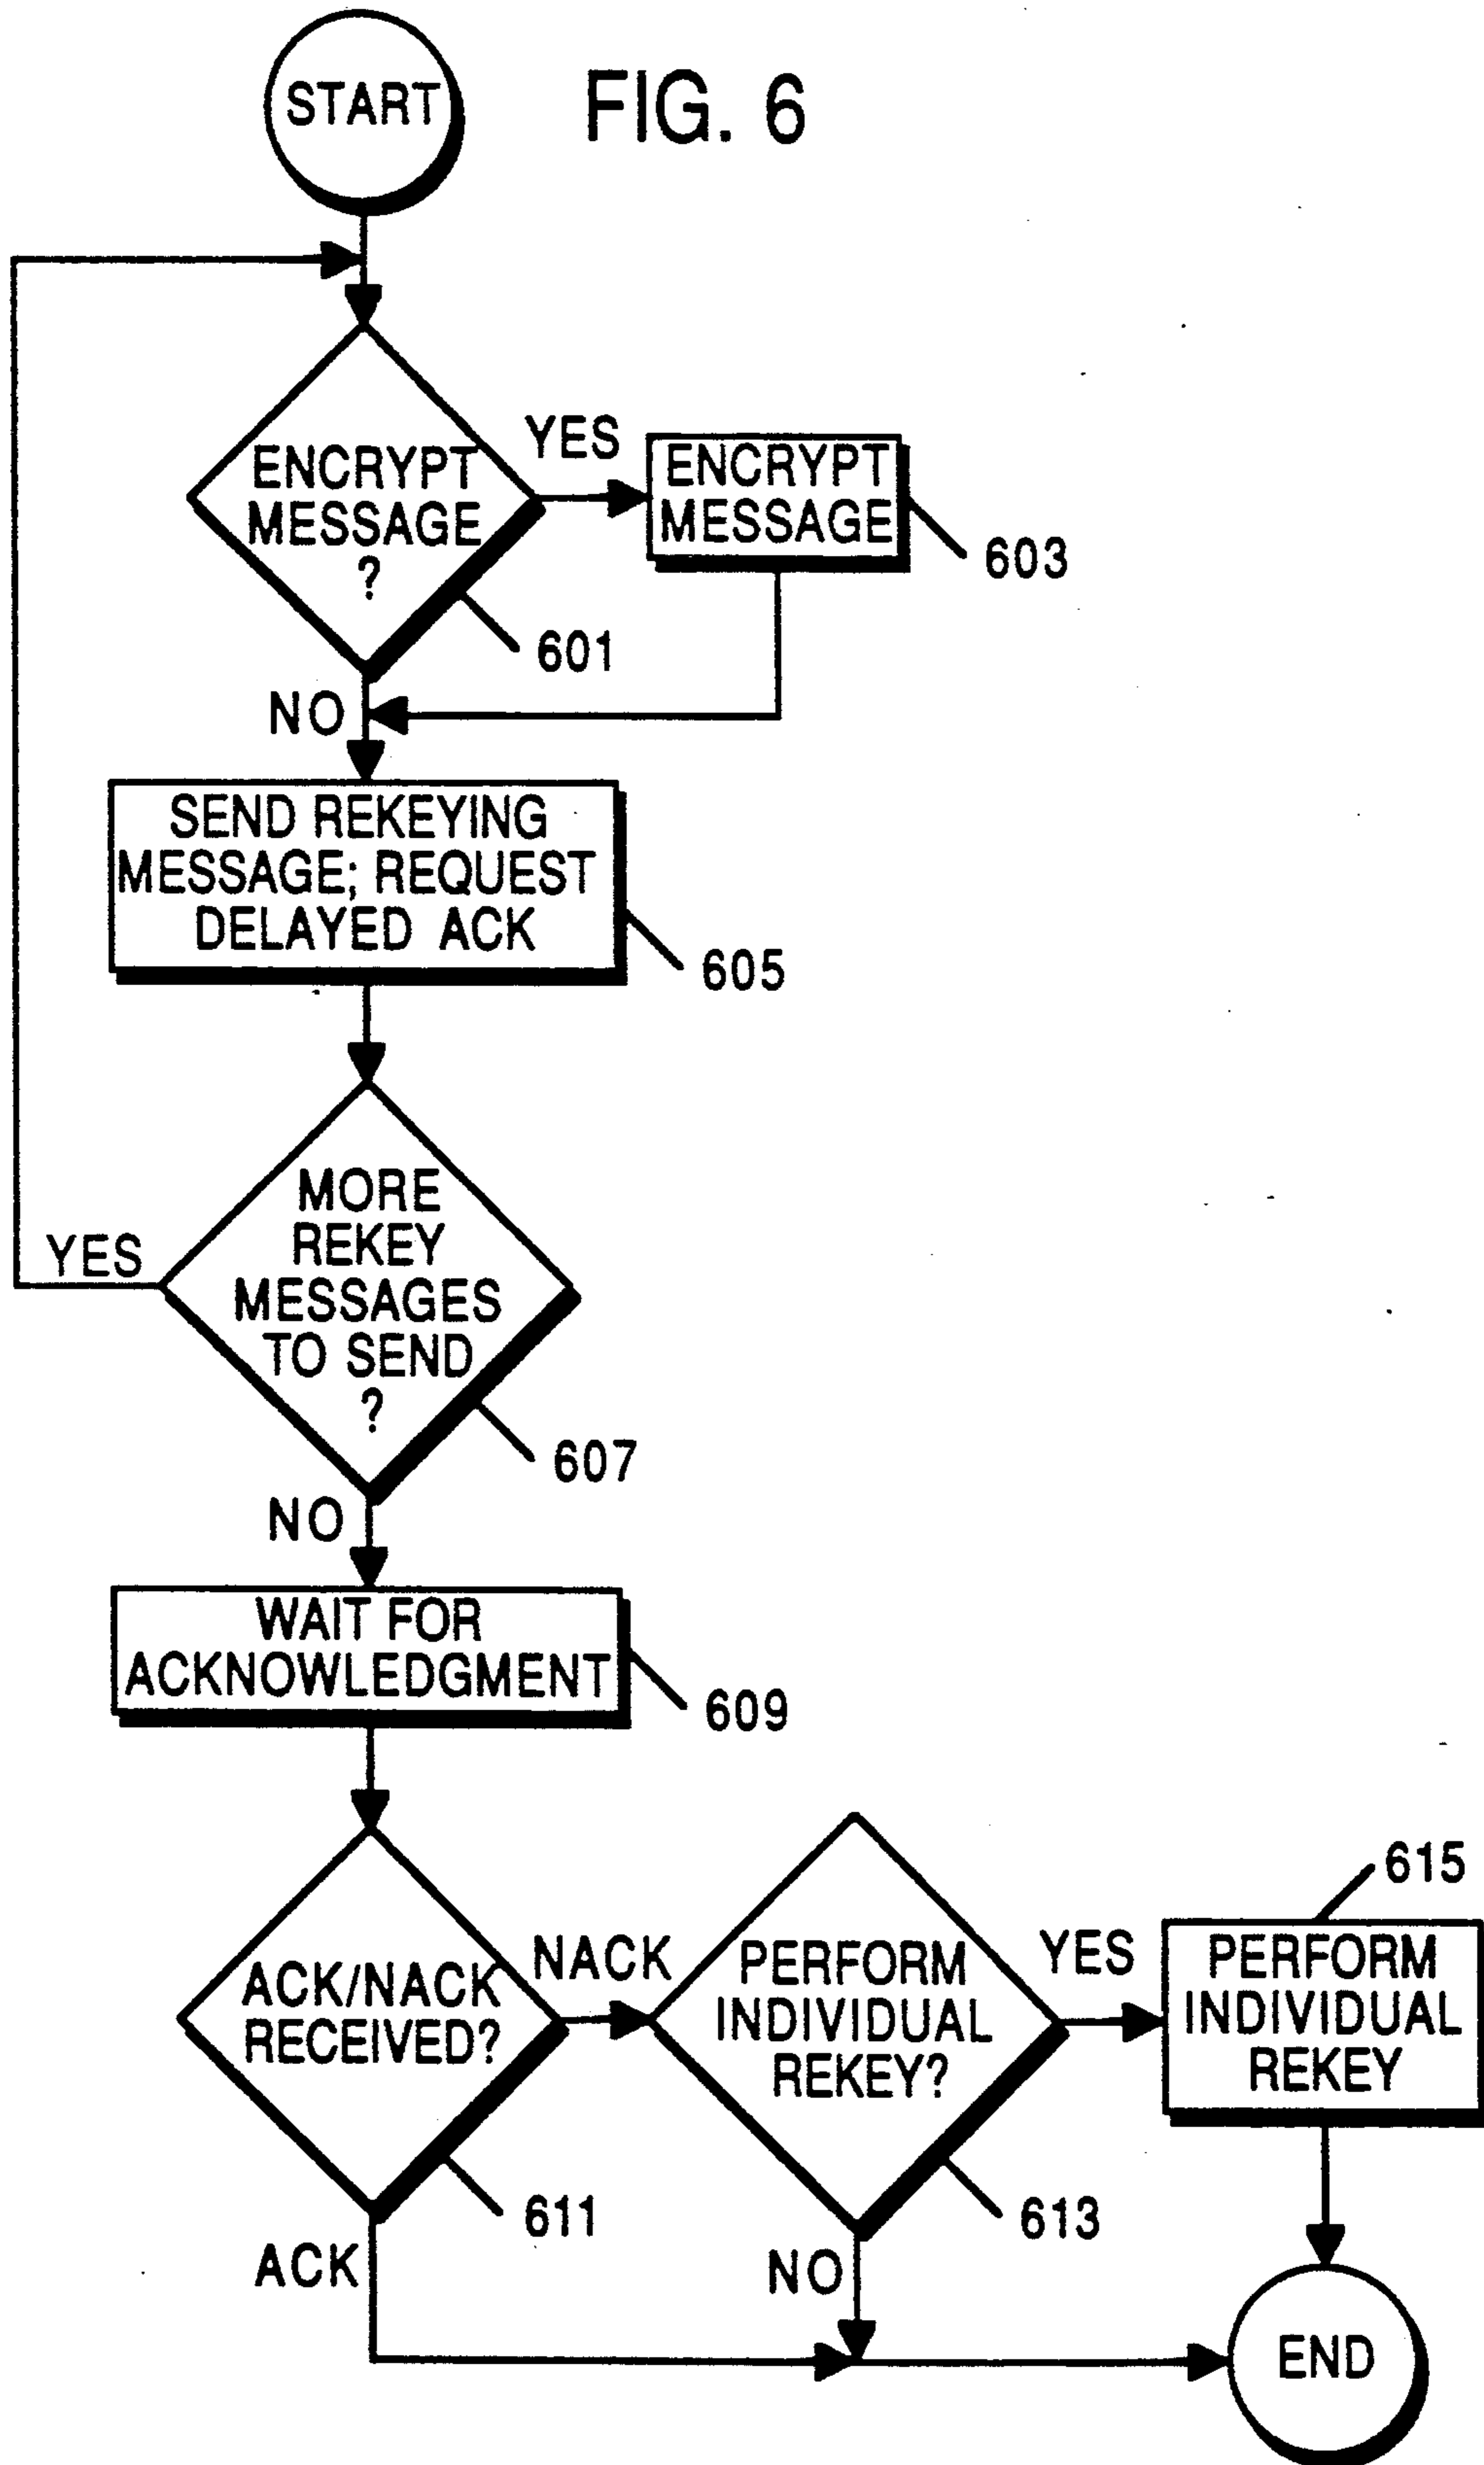 START
FIG. 6
ENCRYPT
MESSAGE
?
YES
ENCRYPT
MESSAGE
603
601
NO
SEND REKEYING
MESSAGE; REQUEST
DELAYED ACK
605
MORE
REKEY
MESSAGES
TO SEND
?
YES
607
NO
WAIT FOR
ACKNOWLEDGMENT
609
ACK/NACK
RECEIVED?
NACK
611
ACK
PERFORM
INDIVIDUAL
REKEY?
YES
613
NO
615
PERFORM
INDIVIDUAL
REKEY
END